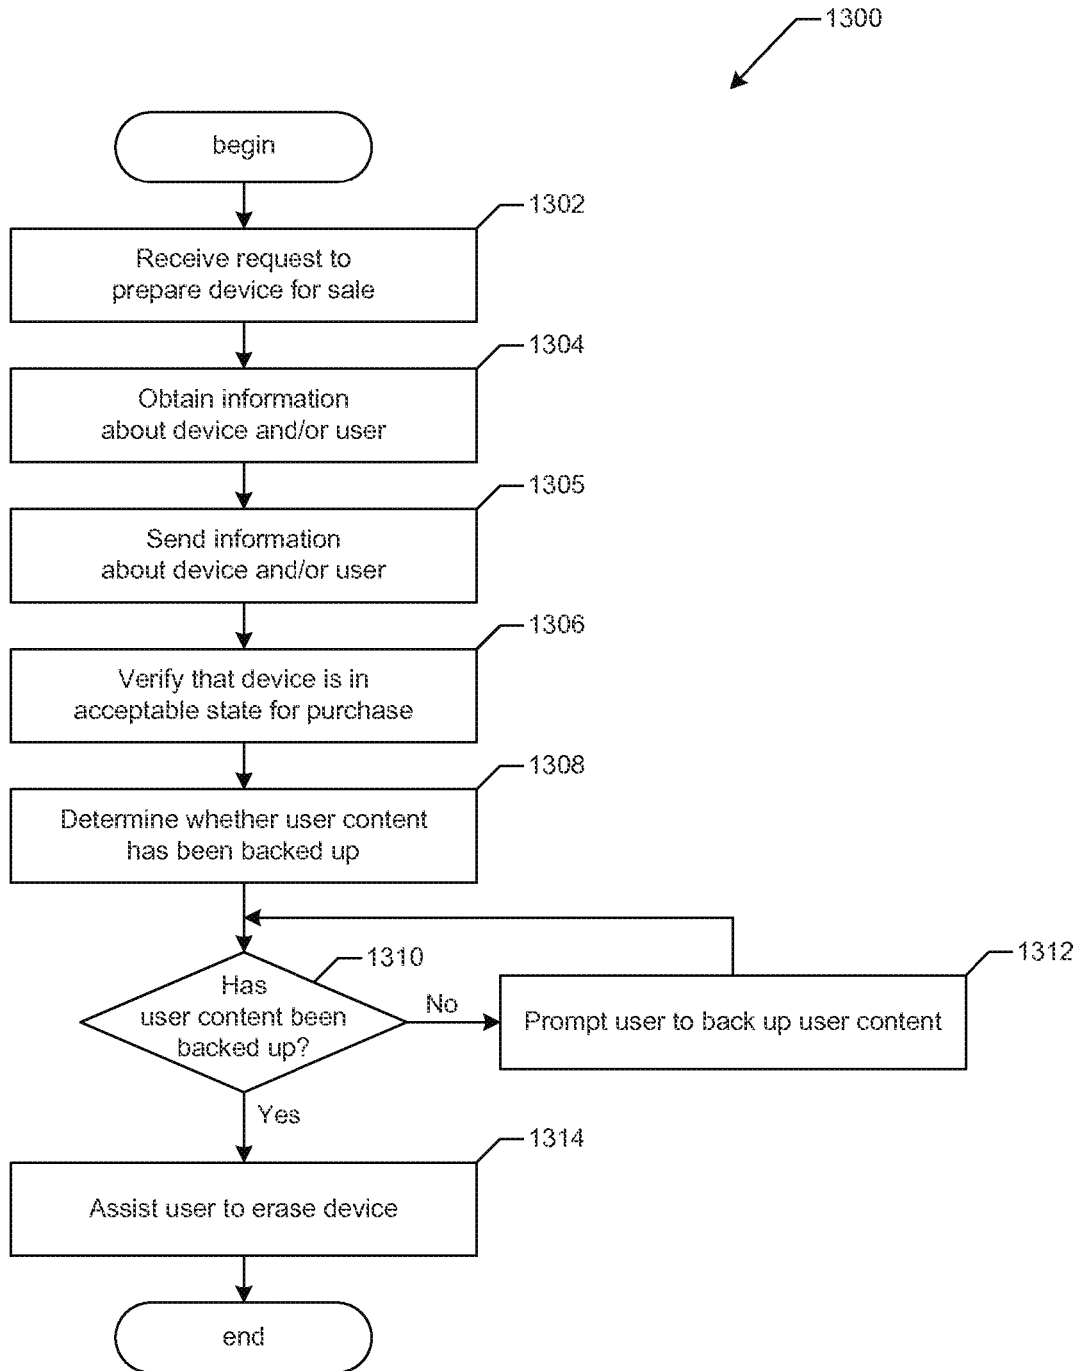 1300
begin
1302
Receive request to
prepare device for sale
1304
Obtain information
about device and/or user
1305
Send information
about device and/or user
1306
Verify that device is in
acceptable state for purchase
1308
Determine whether user content
has been backed up
1310
Has
user content been
backed up?
No
1312
Prompt user to back up user content
Yes
1314
Assist user to erase device
end